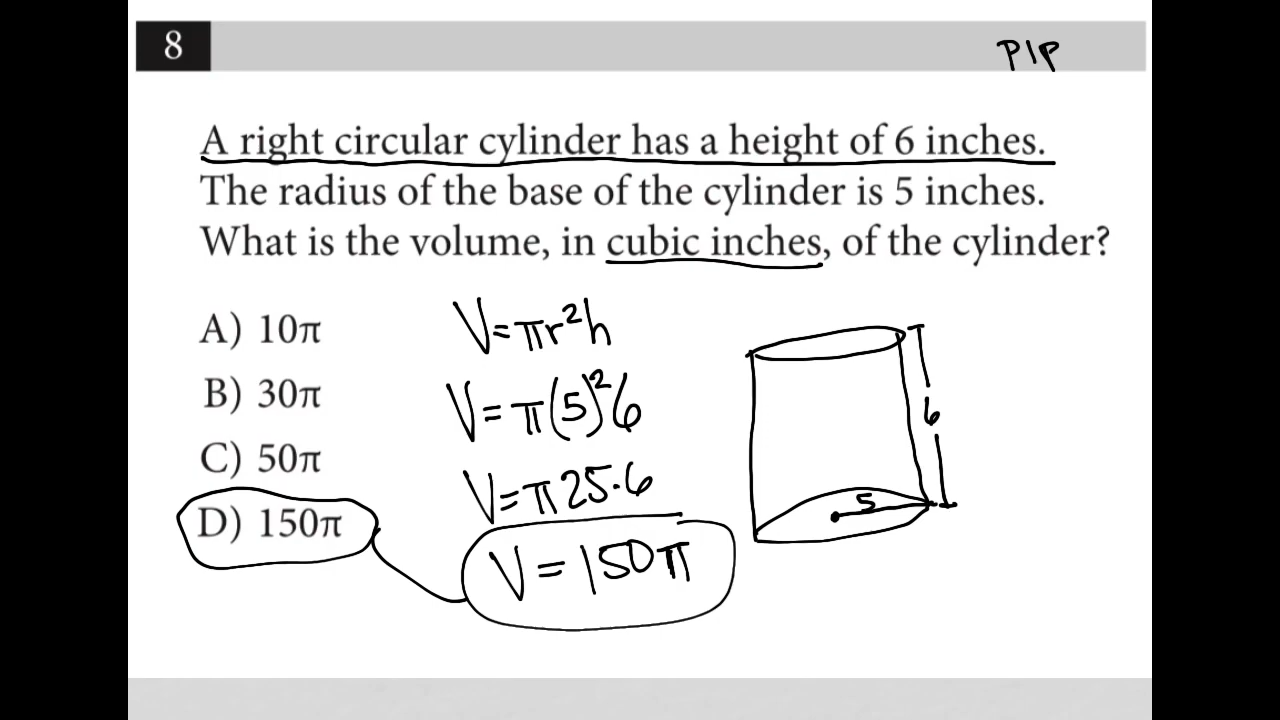 8
PIP
A right circular cylinder has a height of 6 inches.
The radius of the base of the cylinder is 5 inches.
What is the volume, in cubic inches, of the cylinder?
A) 10π
B) 30π
C) 50π
D) 150π
V=πr²h
V=π(5)²6
V=π25·6
V=150π
6
5